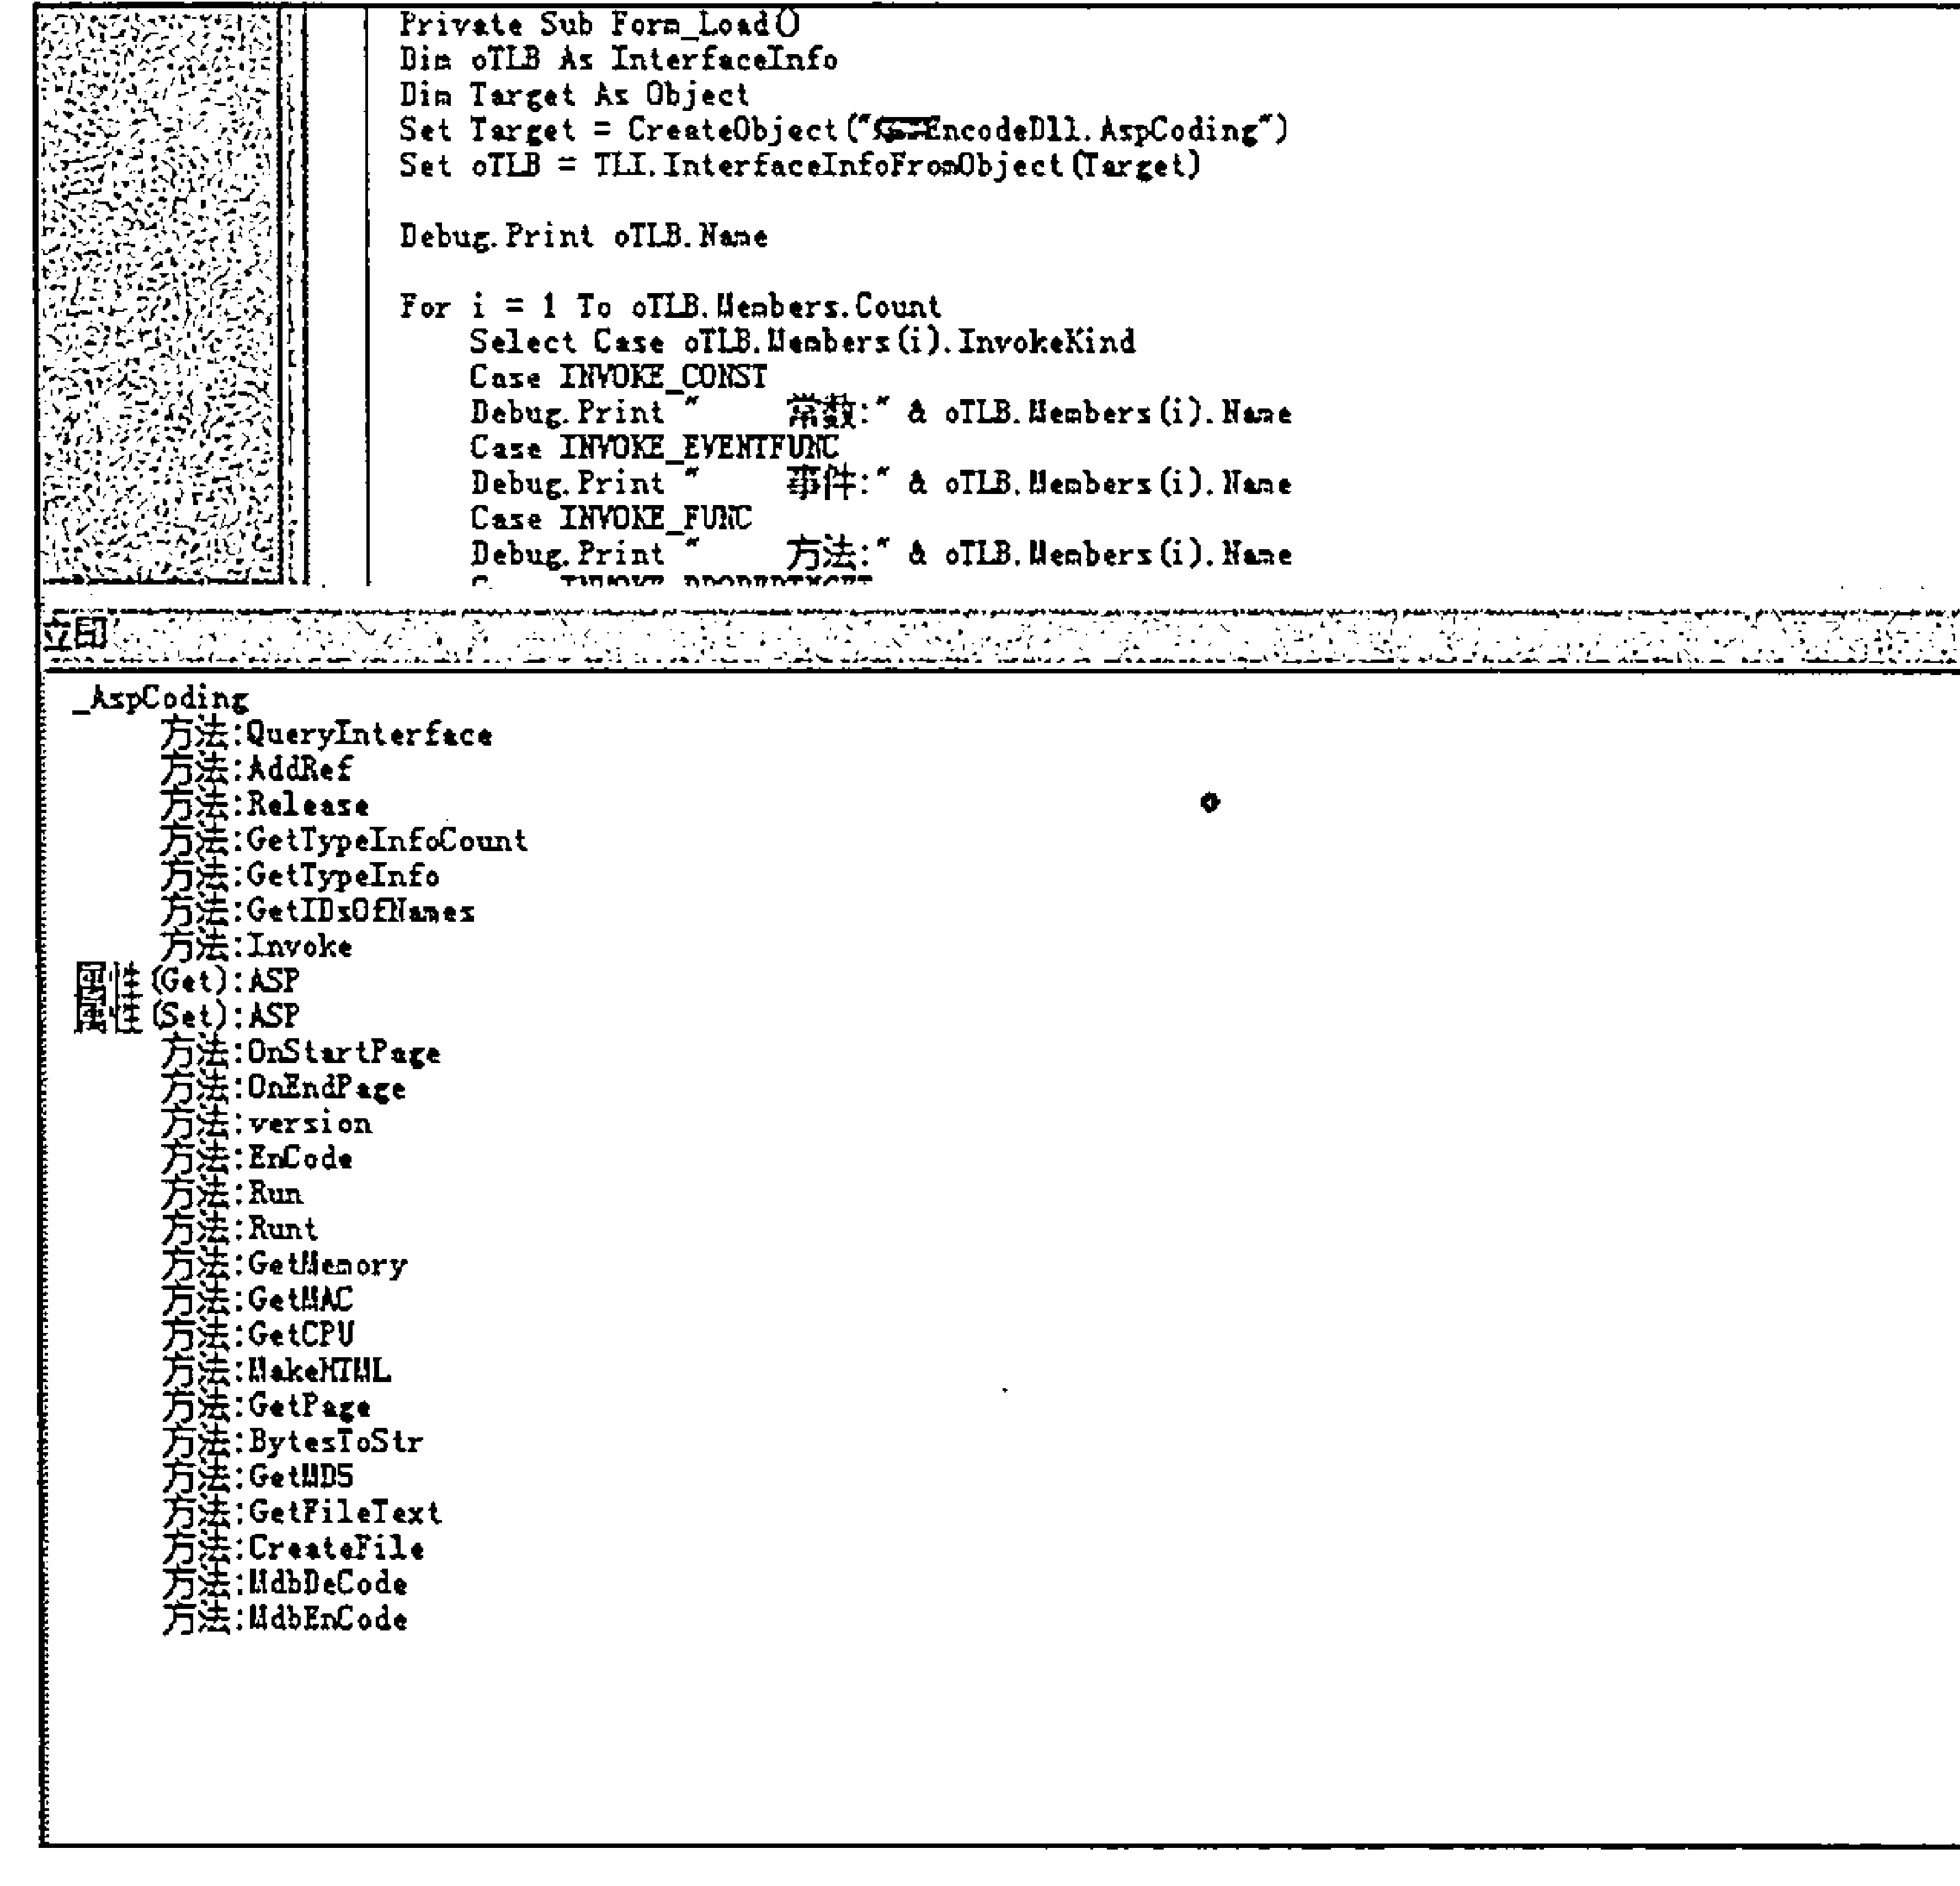 Private Sub Form_Load()
Dim oTLB As InterfaceInfo
Dim Target As Object
Set Target = CreateObject("EncodeDll.AspCoding")
Set oTLB = TLI.InterfaceInfoFromObject(Target)
Debug.Print oTLB.Name
For i = 1 To oTLB.Members.Count
Select Case oTLB.Members(i).InvokeKind
Case INVOKE_CONST
Debug.Print "     常数:" & oTLB.Members(i).Name
Case INVOKE_EVENTFUNC
Debug.Print "     事件:" & oTLB.Members(i).Name
Case INVOKE_FUNC
Debug.Print "     方法:" & oTLB.Members(i).Name
Case INVOKE_PROPERTYGET
立即
_AspCoding
方法:QueryInterface
方法:AddRef
方法:Release
方法:GetTypeInfoCount
方法:GetTypeInfo
方法:GetIDsOfNames
方法:Invoke
属性(Get):ASP
属性(Set):ASP
方法:OnStartPage
方法:OnEndPage
方法:version
方法:EnCode
方法:Run
方法:Runt
方法:GetMemory
方法:GetMAC
方法:GetCPU
方法:MakeHTML
方法:GetPage
方法:BytesToStr
方法:GetMD5
方法:GetFileText
方法:CreateFile
方法:MdbDeCode
方法:MdbEnCode